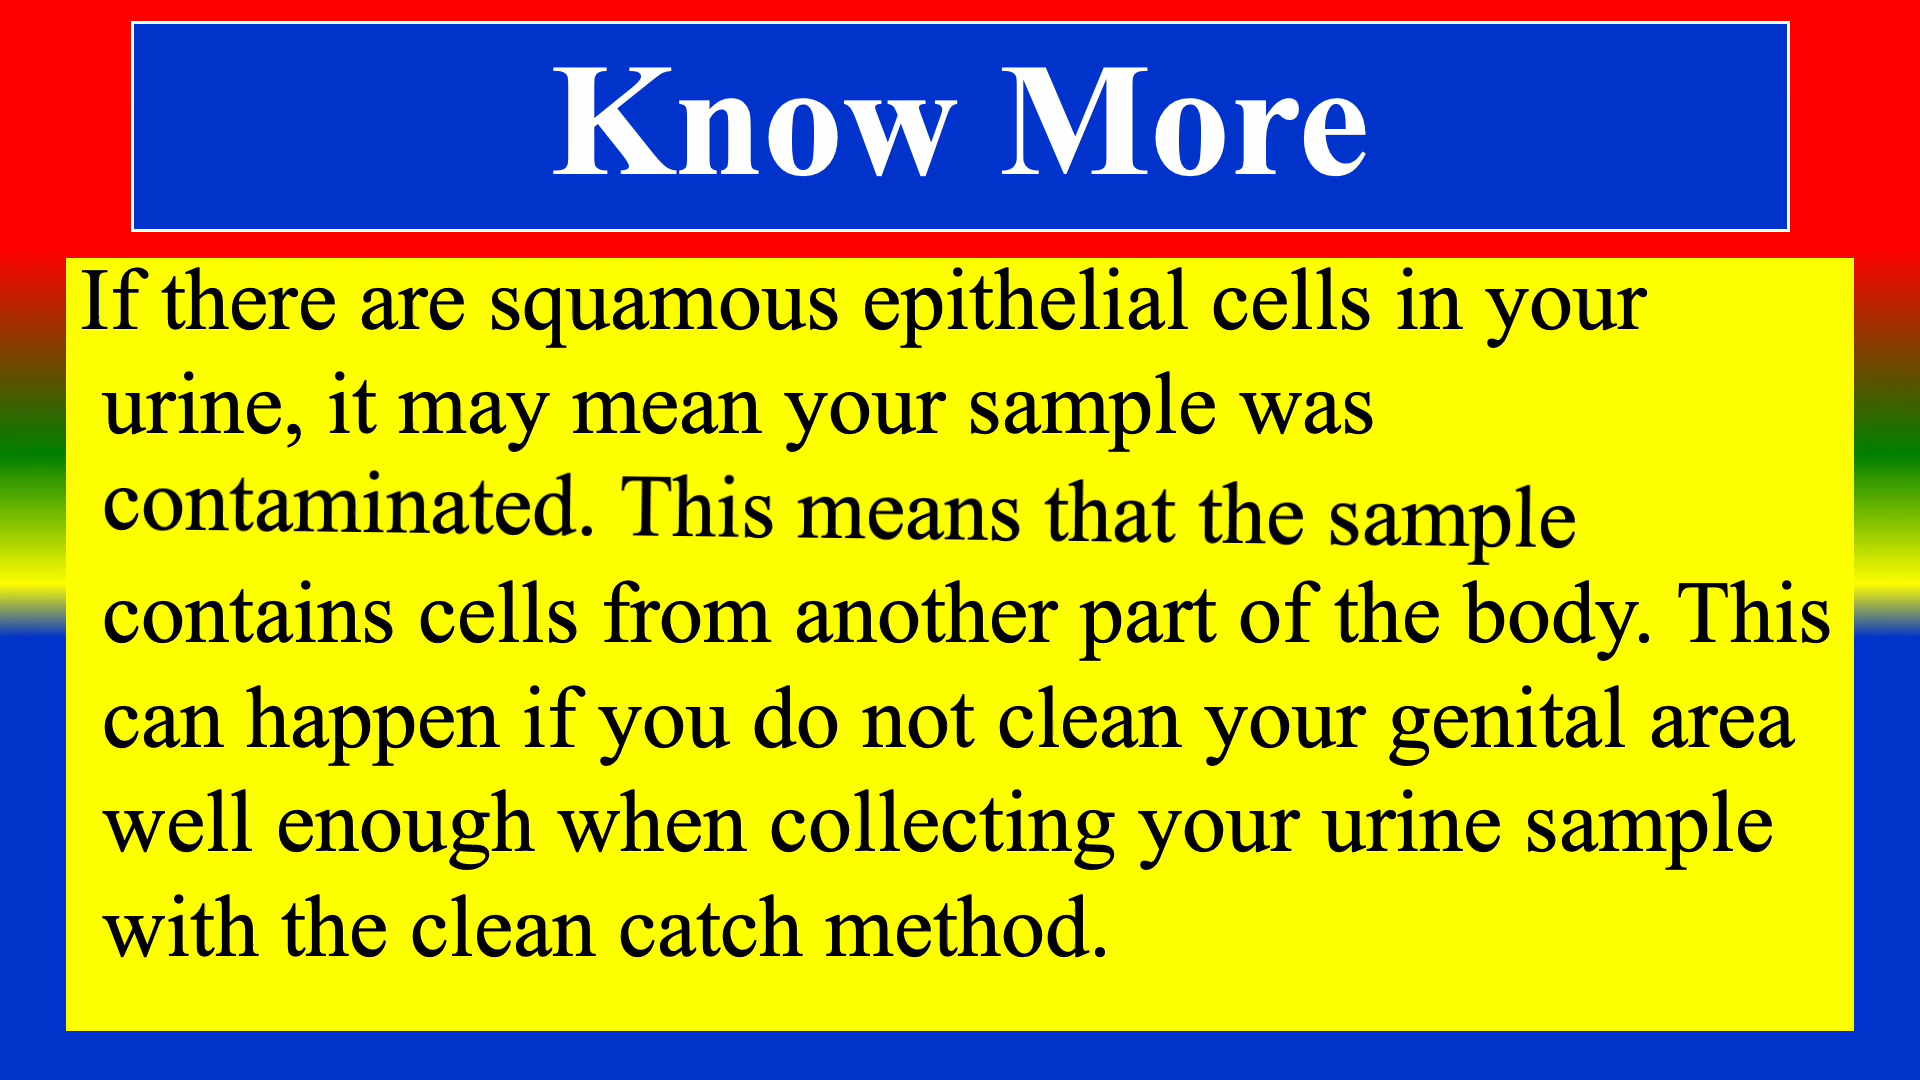 Know More
If there are squamous epithelial cells in your
urine, it may mean your sample was
contaminated. This means that the sample
contains cells from another part of the body. This
can happen if you do not clean your genital area
well enough when collecting your urine sample
with the clean catch method.